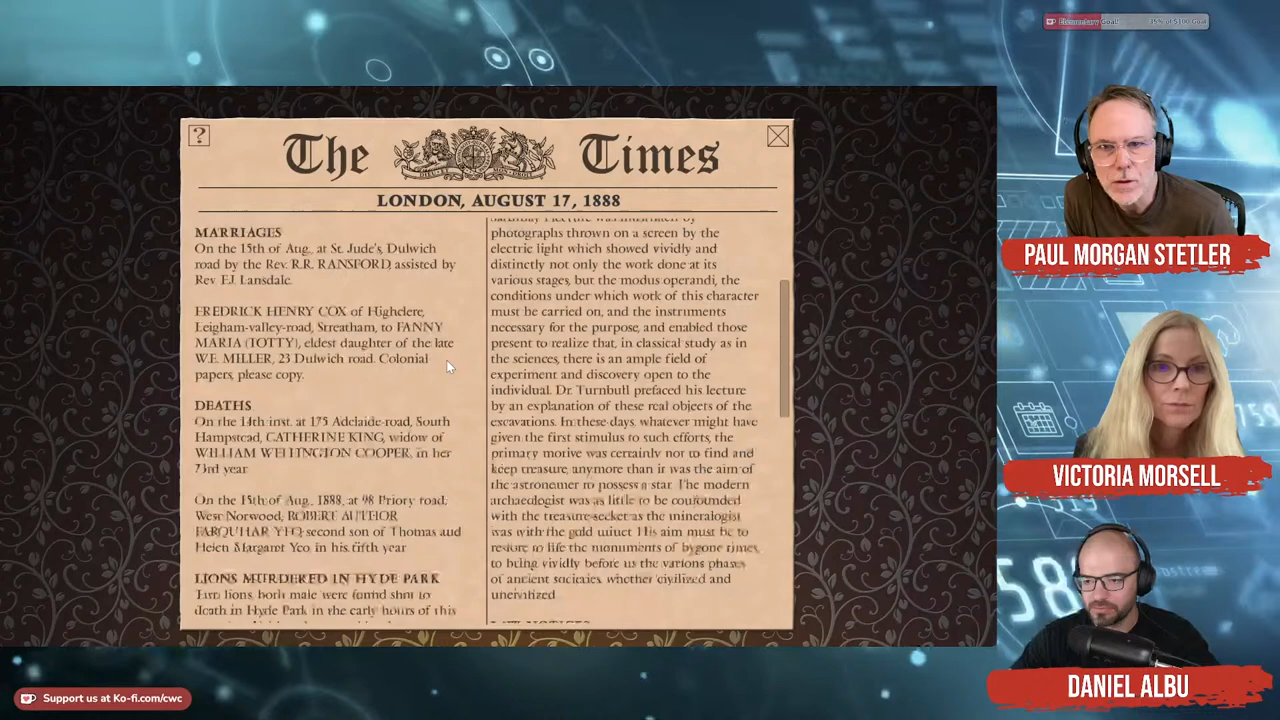 Elementary Goal! 35% of $100 Goal
?
The Times
LONDON, AUGUST 17, 1888
MARRIAGES
On the 15th of Aug., at St. Jude's, Dulwich
road by the Rev. R.R. RANSFORD, assisted by
Rev. F.J. Lansdale.
FREDRICK HENRY COX of Highelere,
Leigham-valley-road, Streatham, to FANNY
MARIA (TOTTY), eldest daughter of the late
W.E. MILLER, 23 Dulwich road. Colonial
papers, please copy.
DEATHS
On the 14th inst. at 173 Adelaide-road, South
Hampstead, CATHERINE KING, widow of
WILLIAM WELLINGTON COOPER, in her
73rd year
On the 15th of Aug., 1888, at 98 Priory road,
West Norwood, ROBERT AUTHOR
FARQUHAR YEO second son of Thomas and
Helen Margaret Yeo in his fifth year
LIONS MURDERED IN HYDE PARK
Two lions, both male were found shot to
death in Hyde Park in the early hours of this
photographs thrown on a screen by the
electric light which showed vividly and
distinctly not only the work done at its
various stages, but the modus operandi, the
conditions under which work of this character
must be carried on, and the instruments
necessary for the purpose, and enabled those
present to realize that, in classical study as in
the sciences, there is an ample field of
experiment and discovery open to the
individual. Dr. Turnbull prefaced his lecture
by an explanation of these real objects of the
excavations. In these days, whatever might have
given the first stimulus to such efforts, the
primary motive was certainly not to find and
keep treasure, anymore than it was the aim of
the astronomer to possess a star. The modern
archaeologist was as little to be confounded
with the treasure-seeker as the mineralogist
was with the gold miner. His aim must be to
restore to life the monuments of bygone times,
to being vividly before us the various phases
of ancient societies, whether civilized and
uncivilized.
PAUL MORGAN STETLER
VICTORIA MORSELL
DANIEL ALBU
Support us at Ko-fi.com/cwc